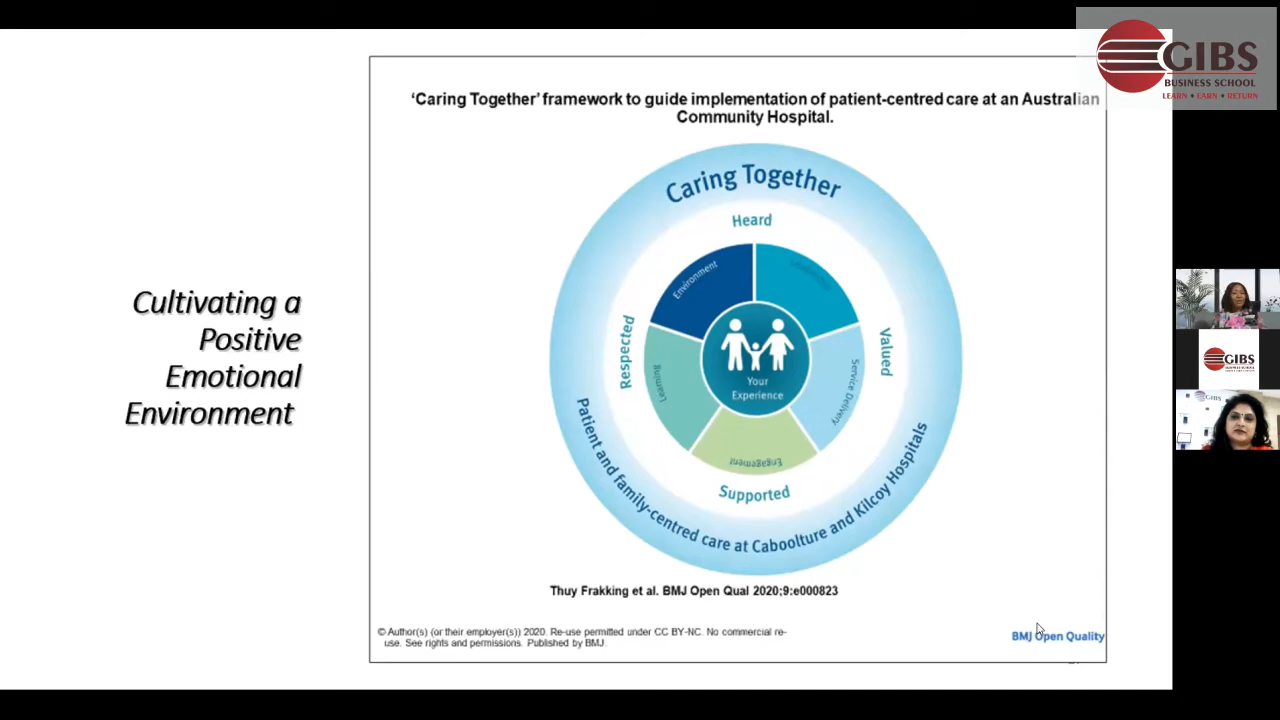 GIBS
BUSINESS SCHOOL
LEARN • EARN • RETURN
'Caring Together' framework to guide implementation of patient-centred care at an Australian
Community Hospital.
Caring Together
Heard
Environment
Leadership
Respected
Valued
Learning
Service Delivery
Your
Experience
Engagement
Supported
Patient and family-centred care at Caboolture and Kilcoy Hospitals
Cultivating a
Positive
Emotional
Environment
Thuy Frakking et al. BMJ Open Qual 2020;9:e000823
© Author(s) (or their employer(s)) 2020. Re-use permitted under CC BY-NC. No commercial re-
use. See rights and permissions. Published by BMJ.
BMJ Open Quality
GIBS
GIBS